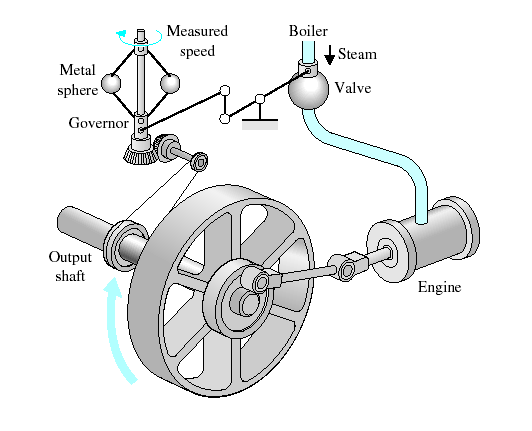 Measured
speed
Boiler
Steam
Metal
sphere
Valve
Governor
Output
shaft
Engine